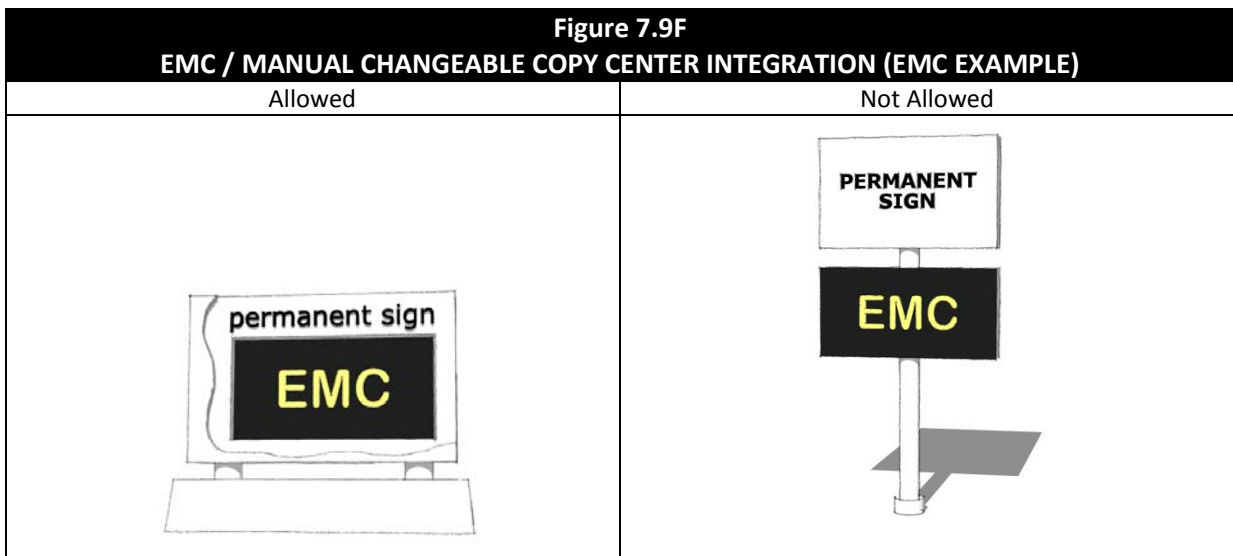 Figure 7.9F
EMC / MANUAL CHANGEABLE COPY CENTER INTEGRATION (EMC EXAMPLE)
Allowed
Not Allowed
permanent sign
EMC
PERMANENT
SIGN
EMC